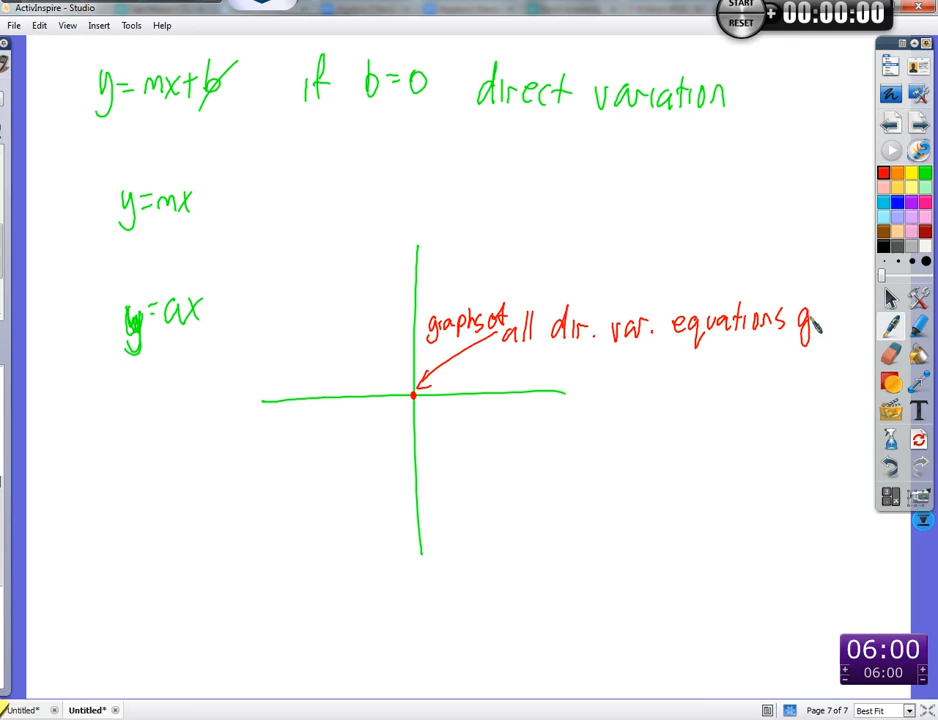 ActivInspire - Studio
START
RESET
00:00:00
File Edit View Insert Tools Help
y=mx+b if b=0 direct variation
y=mx
y=ax
graphs of
all dir. var. equations g
T
06:00
06:00
Untitled* Untitled* Page 7 of 7 Best Fit